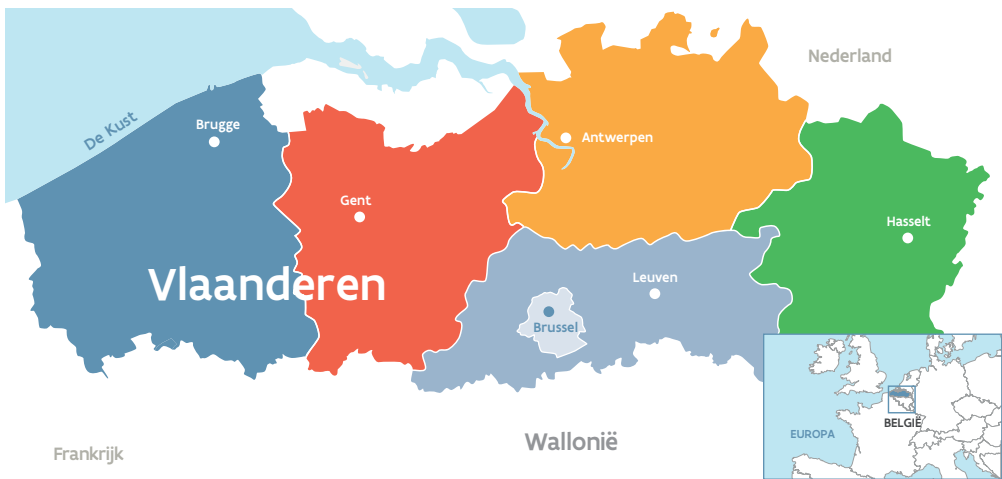 Nederland
De Kust
Brugge
Antwerpen
Gent
Hasselt
Vlaanderen
Leuven
Brussel
EUROPA
BELGIË
Wallonië
Frankrijk